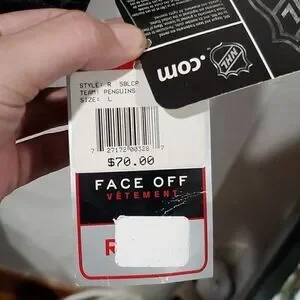 .com
NHL
STYLE: R 58LCP
TEAM: PENGUINS
SIZE: L
7 27172 00328 7
$70.00
FACE OFF
VÊTEMENT
R